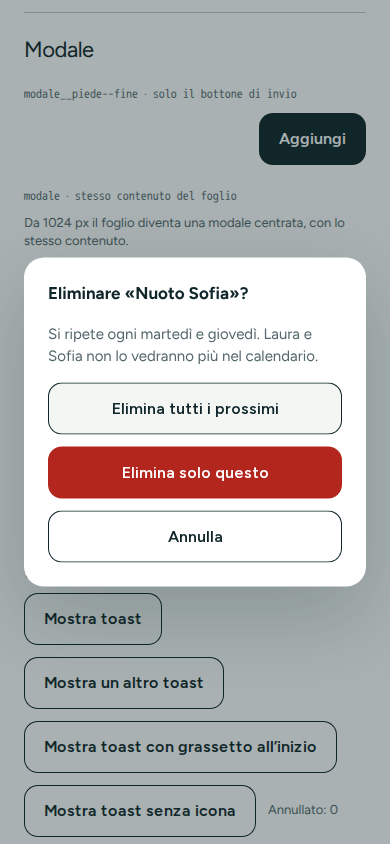 Modale
modale__piede--fine · solo il bottone di invio
Aggiungi
modale · stesso contenuto del foglio
Da 1024 px il foglio diventa una modale centrata, con lo
stesso contenuto.
Eliminare «Nuoto Sofia»?
Si ripete ogni martedì e giovedì. Laura e
Sofia non lo vedranno più nel calendario.
Elimina tutti i prossimi
Elimina solo questo
Annulla
Mostra toast
Mostra un altro toast
Mostra toast con grassetto all’inizio
Mostra toast senza icona
Annullato: 0